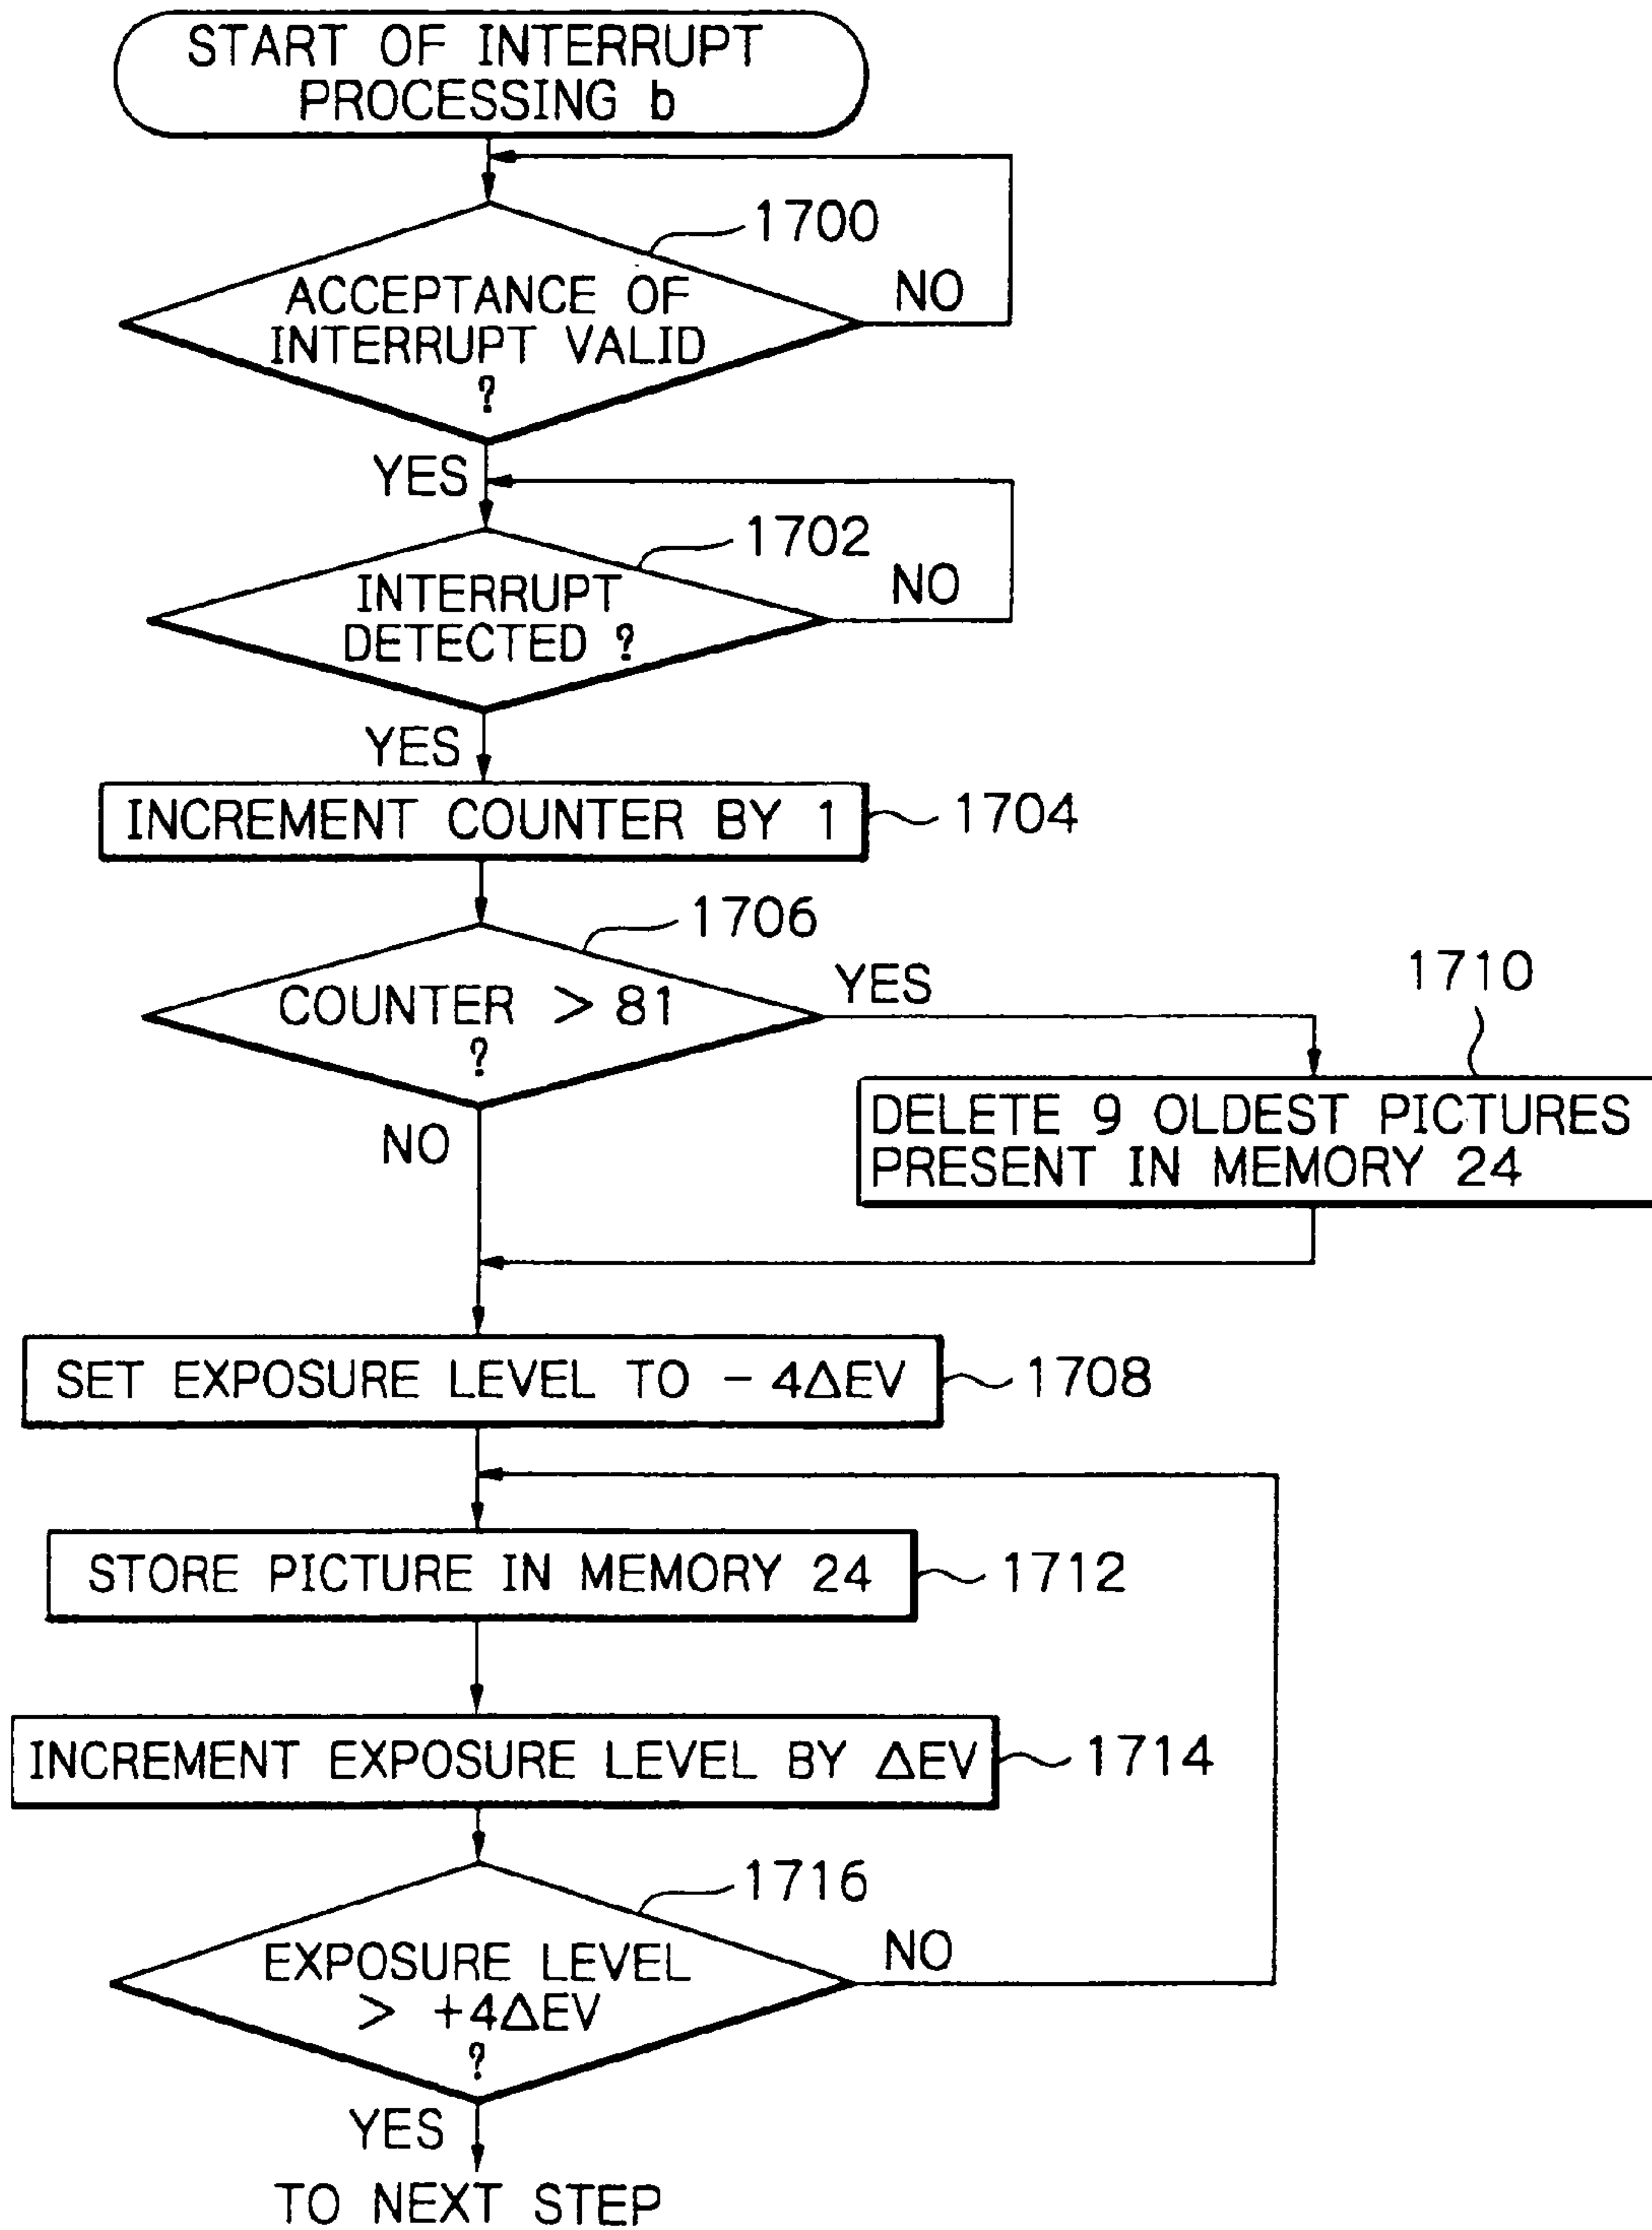 START OF INTERRUPT
PROCESSING b
1700
ACCEPTANCE OF
INTERRUPT VALID
?
NO
YES
1702
INTERRUPT
DETECTED ?
NO
YES
INCREMENT COUNTER BY 1
1704
1706
COUNTER > 81
?
YES
NO
1710
DELETE 9 OLDEST PICTURES
PRESENT IN MEMORY 24
SET EXPOSURE LEVEL TO - 4ΔEV
1708
STORE PICTURE IN MEMORY 24
1712
INCREMENT EXPOSURE LEVEL BY ΔEV
1714
1716
EXPOSURE LEVEL
> +4ΔEV
?
NO
YES
TO NEXT STEP